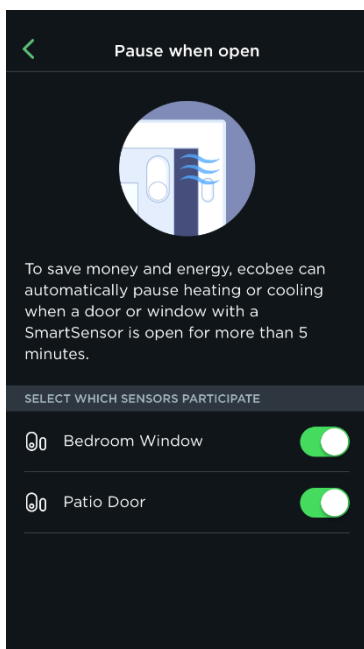 Pause when open
To save money and energy, ecobee can
automatically pause heating or cooling
when a door or window with a
SmartSensor is open for more than 5
minutes.
SELECT WHICH SENSORS PARTICIPATE
Bedroom Window
Patio Door